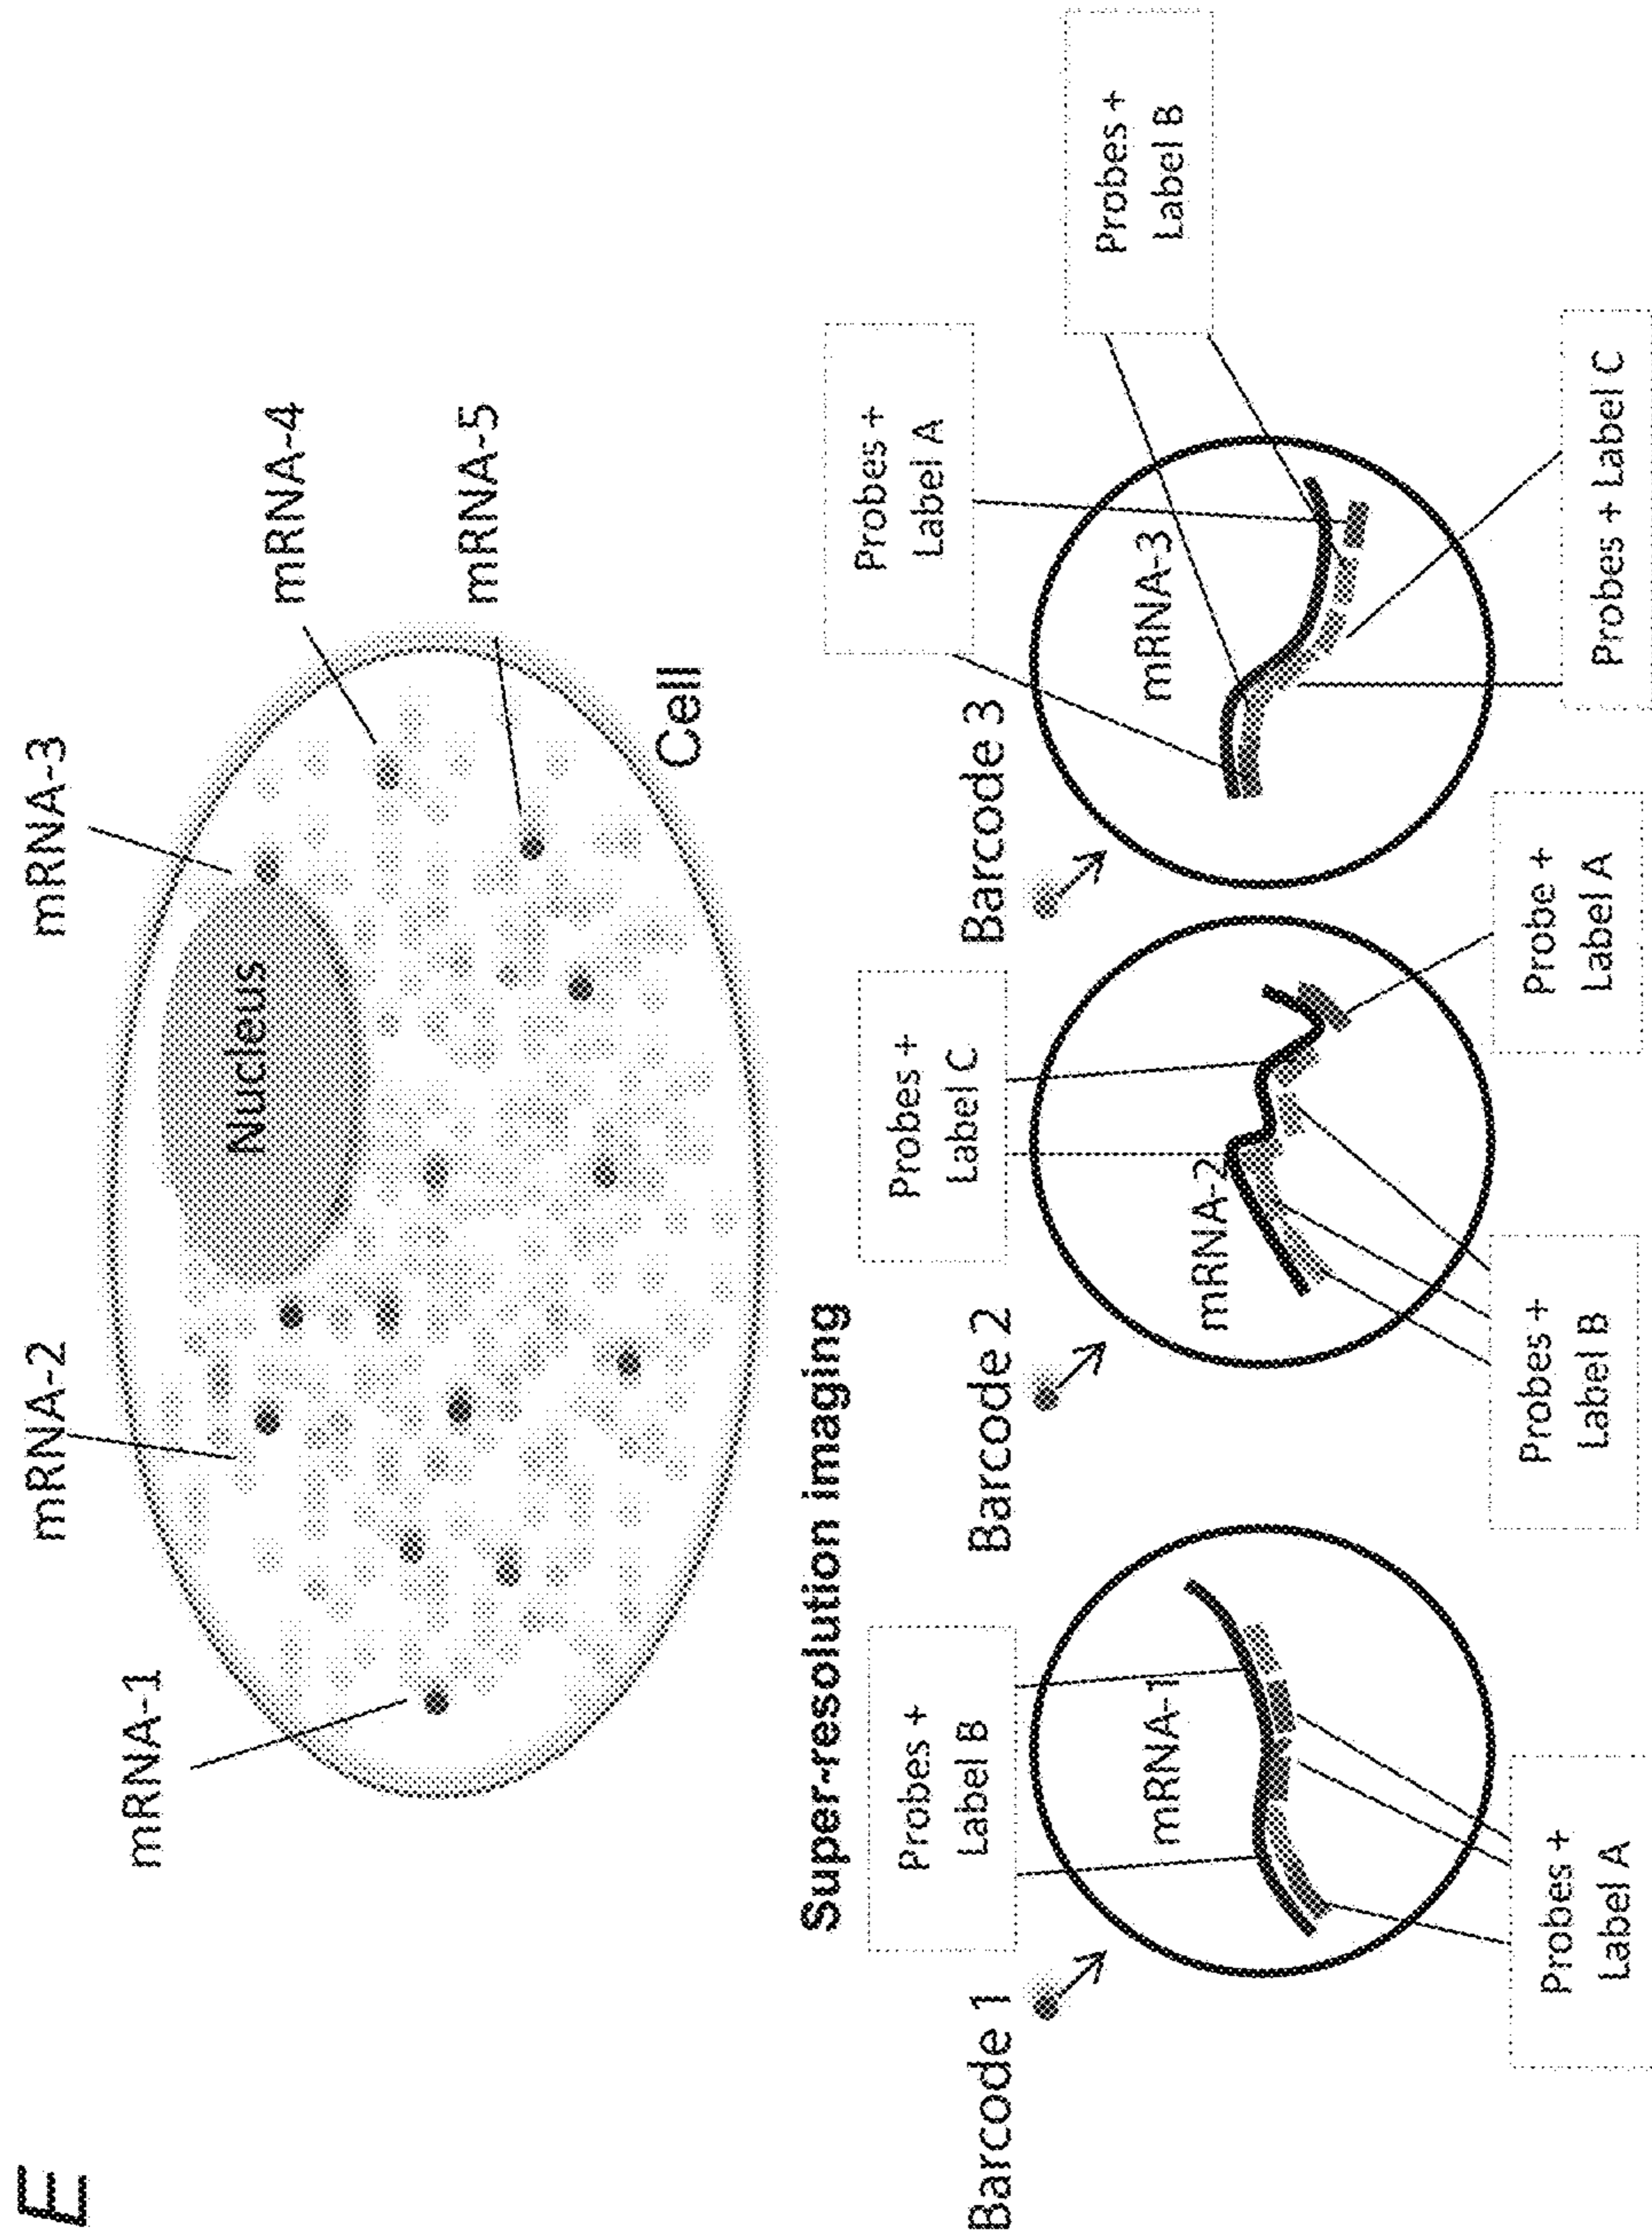 E
mRNA-1
mRNA-2
mRNA-3
mRNA-4
mRNA-5
Nucleus
Cell
Super-resolution imaging
Barcode 1
Probes +
Label B
mRNA-1
Probes +
Label A
Barcode 2
Probes +
Label C
mRNA-2
Probes +
Label B
Probe +
Label A
Barcode 3
Probes +
Label A
Probes +
Label B
mRNA-3
Probes + Label C